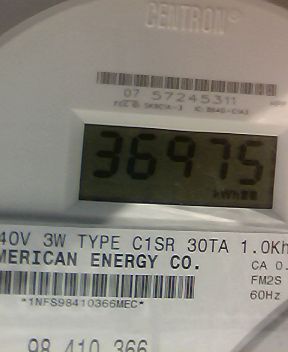 CENTRON
07 57245311
36975
kWh
40V 3W TYPE C1SR 30TA 1.0Kh
MERICAN ENERGY CO.
CA 0.
FM2S
60Hz
*1NFS98410366MEC*
98 410 366